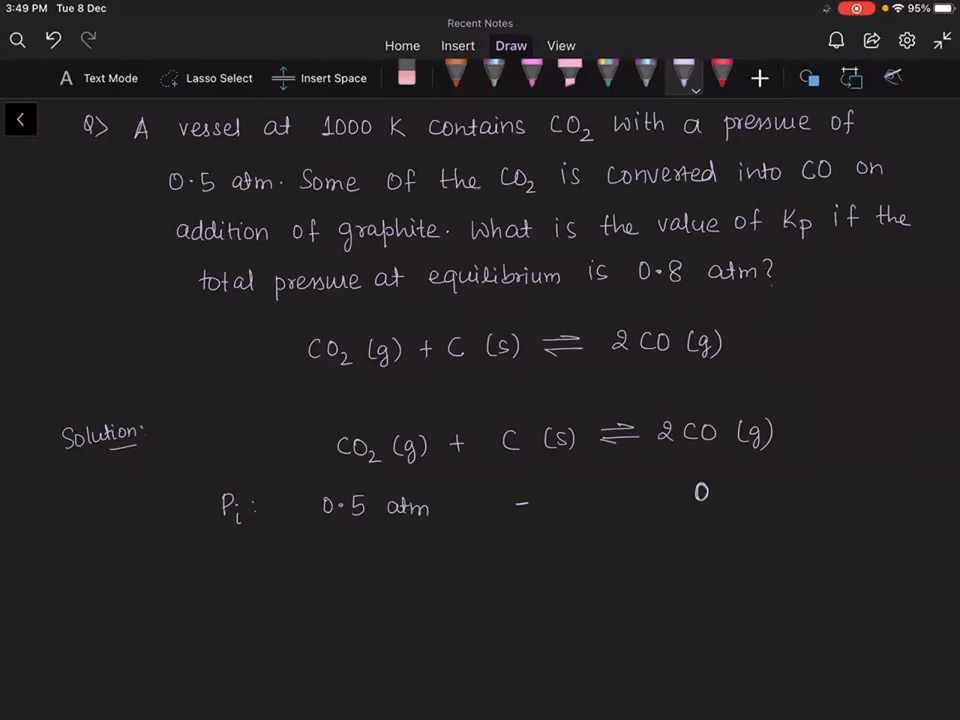 3:49 PM Tue 8 Dec
95%
Recent Notes
Home Insert Draw View
A Text Mode Lasso Select Insert Space
Q> A vessel at 1000 K contains CO₂ with a pressure of
0.5 atm. Some of the CO₂ is converted into CO on
addition of graphite. What is the value of Kp if the
total pressure at equilibrium is 0.8 atm?
CO₂ (g) + C (s) ⇌ 2 CO (g)
Solution:
CO₂ (g) + C (s) ⇌ 2 CO (g)
Pᵢ : 0.5 atm - 0